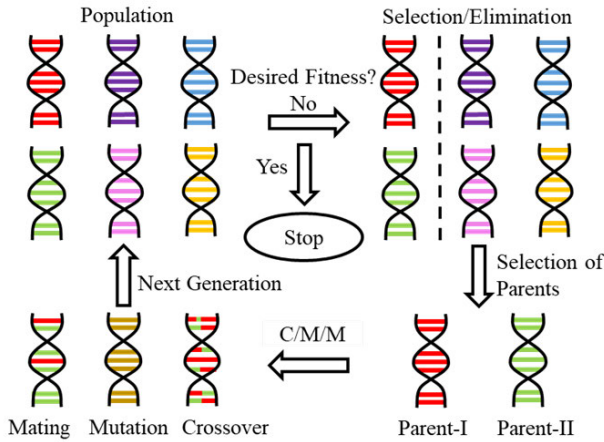 Population
Selection/Elimination
Desired Fitness?
No
Yes
Stop
Selection of
Parents
Next Generation
C/M/M
Mating
Mutation
Crossover
Parent-I
Parent-II